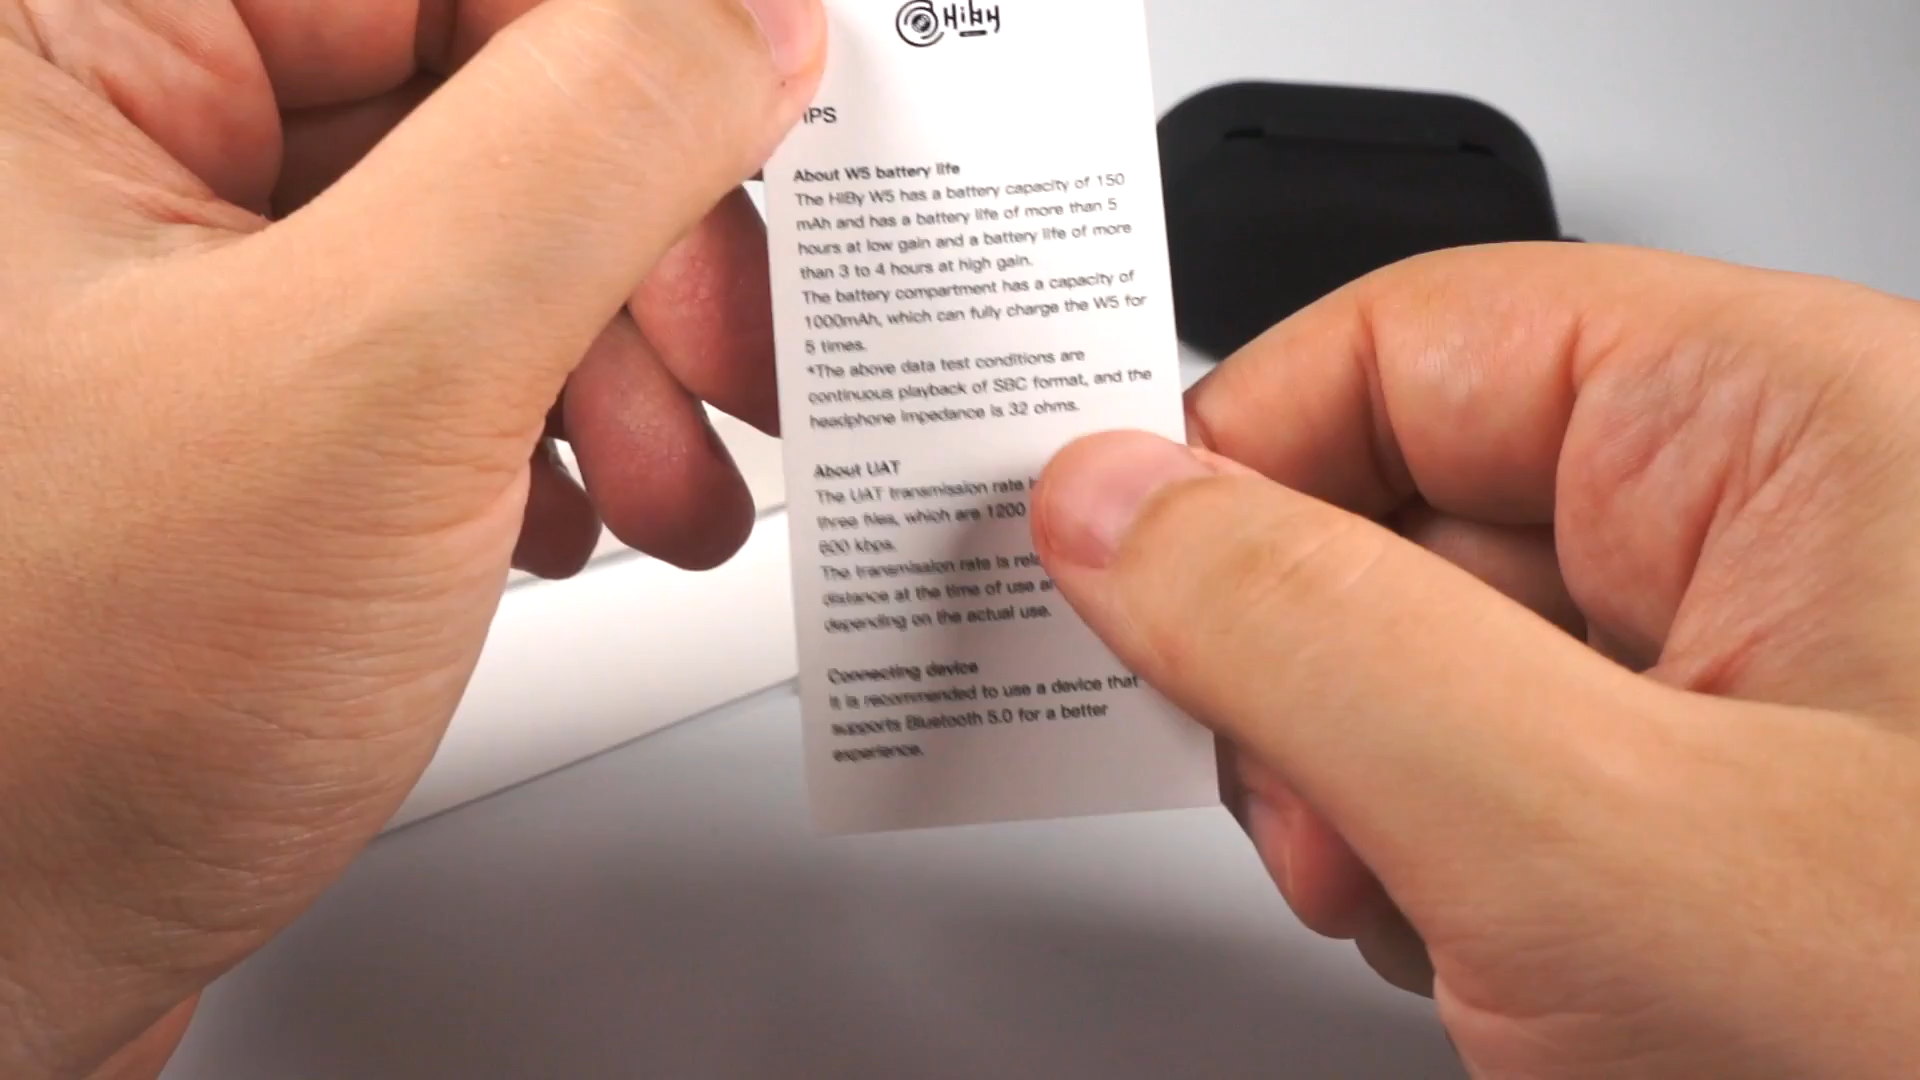 HiBy
IPS
About W5 battery life
The HiBy W5 has a battery capacity of 150
mAh and has a battery life of more than 5
hours at low gain and a battery life of more
than 3 to 4 hours at high gain.
The battery compartment has a capacity of
1000mAh, which can fully charge the W5 for
5 times.
*The above data test conditions are
continuous playback of SBC format, and the
headphone impedance is 32 ohms.
About UAT
The UAT transmission rate
three files, which are 1200
600 kbps.
The transmission rate is
distance at the time of use
depending on the actual use.
Connecting device
It is recommended to use a device that
supports Bluetooth 5.0 for a better
experience.